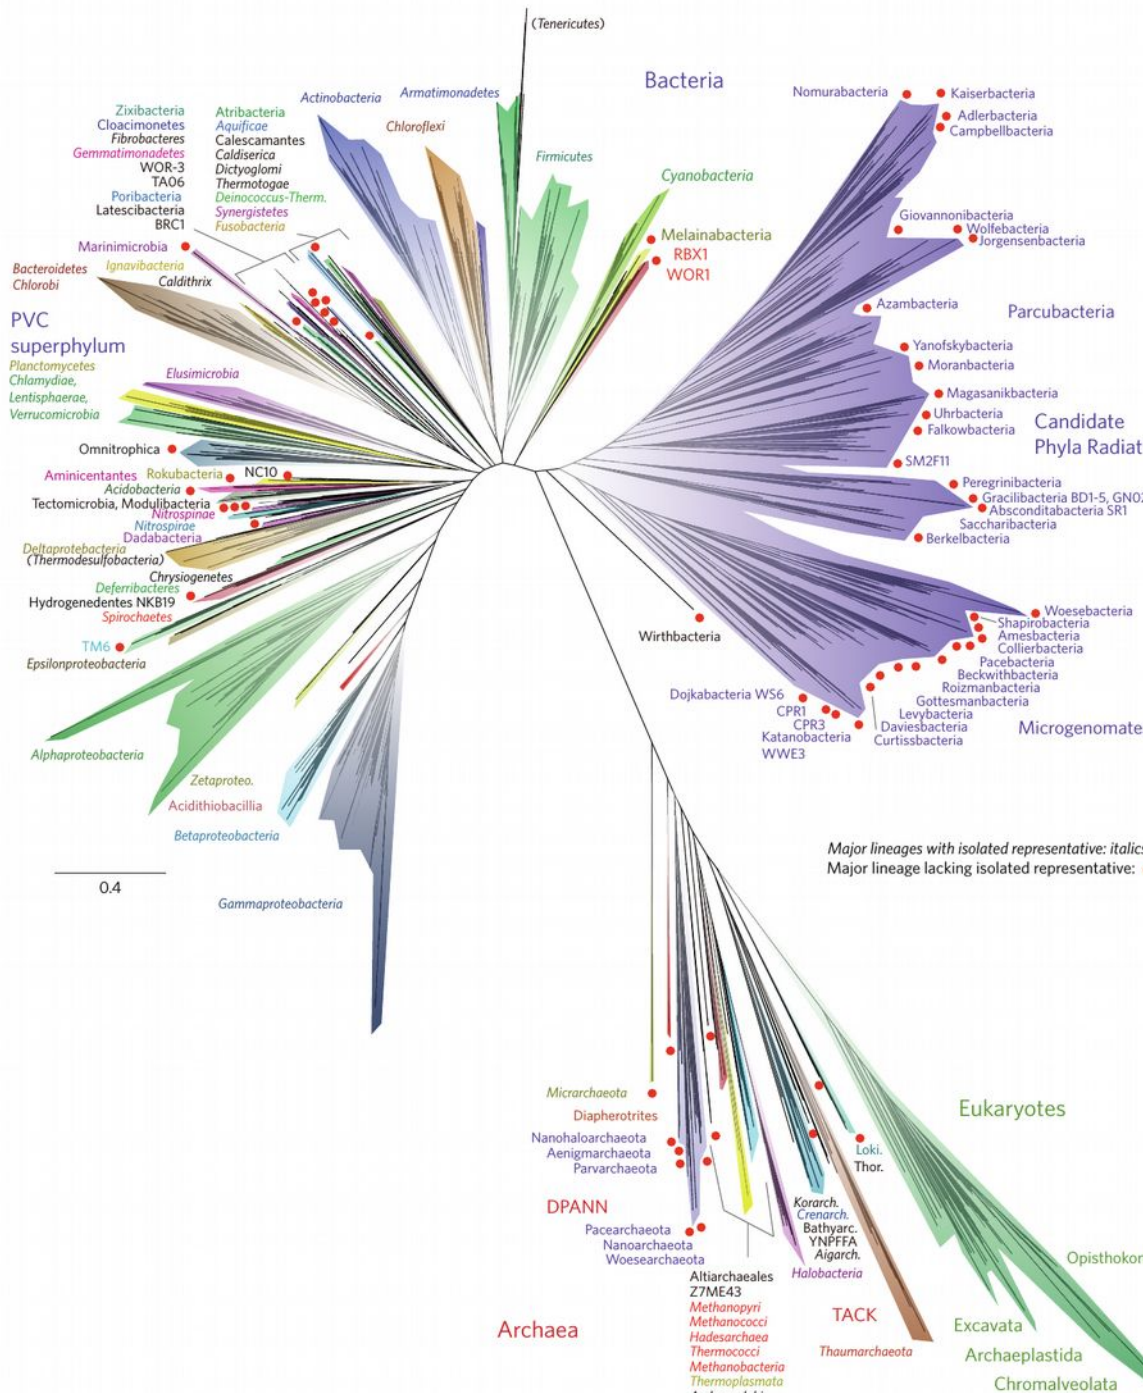 (Tenericutes)
Bacteria
Nomurabacteria
Kaiserbacteria
Adlerbacteria
Campbellbacteria
Armatimonadetes
Actinobacteria
Chloroflexi
Firmicutes
Cyanobacteria
Zixibacteria
Cloacimonetes
Fibrobacteres
Gemmatimonadetes
WOR-3
TA06
Poribacteria
Latescibacteria
BRC1
Atribacteria
Aquificae
Calescamantes
Caldiserica
Dictyoglomi
Thermotogae
Deinococcus-Therm.
Synergistetes
Fusobacteria
Giovannonibacteria
Wolfebacteria
Jorgensenbacteria
Melainabacteria
RBX1
WOR1
Marinimicrobia
Ignavibacteria
Bacteroidetes
Chlorobi
Caldithrix
Azambacteria
Parcubacteria
PVC
superphylum
Planctomycetes
Chlamydiae,
Lentisphaerae,
Verrucomicrobia
Elusimicrobia
Yanofskybacteria
Moranbacteria
Magasanikbacteria
Uhrbacteria
Falkowbacteria
Candidate
Phyla Radiat
SM2F11
Omnitrophica
Aminicentantes
Rokubacteria
NC10
Acidobacteria
Tectomicrobia, Modulibacteria
Nitrospinae
Nitrospirae
Dadabacteria
Peregrinibacteria
Gracilibacteria BD1-5, GN02
Absconditabacteria SR1
Saccharibacteria
Berkelbacteria
Deltaprotebacteria
(Thermodesulfobacteria)
Chrysiogenetes
Deferribacteres
Hydrogenedentes NKB19
Spirochaetes
TM6
Epsilonproteobacteria
Wirthbacteria
Woesebacteria
Shapirobacteria
Amesbacteria
Collierbacteria
Pacebacteria
Beckwithbacteria
Roizmanbacteria
Gottesmanbacteria
Levybacteria
Daviesbacteria
Curtissbacteria
Dojkabacteria WS6
CPR1
CPR3
Katanobacteria
WWE3
Microgenomate
Alphaproteobacteria
Zetaproteo.
Acidithiobacillia
Betaproteobacteria
0.4
Gammaproteobacteria
Major lineages with isolated representative: italics
Major lineage lacking isolated representative:
Micrarchaeota
Diapherotrites
Nanohaloarchaeota
Aenigmarchaeota
Parvarchaeota
DPANN
Pacearchaeota
Nanoarchaeota
Woesearchaeota
Eukaryotes
Loki.
Thor.
Korarch.
Crenarch.
Bathyarc.
YNPFFA
Aigarch.
Halobacteria
Altiarchaeales
Z7ME43
Methanopyri
Methanococci
Hadesarchaea
Thermococci
Methanobacteria
Thermoplasmata
Archaea
TACK
Thaumarchaeota
Opisthokon
Excavata
Archaeplastida
Chromalveolata